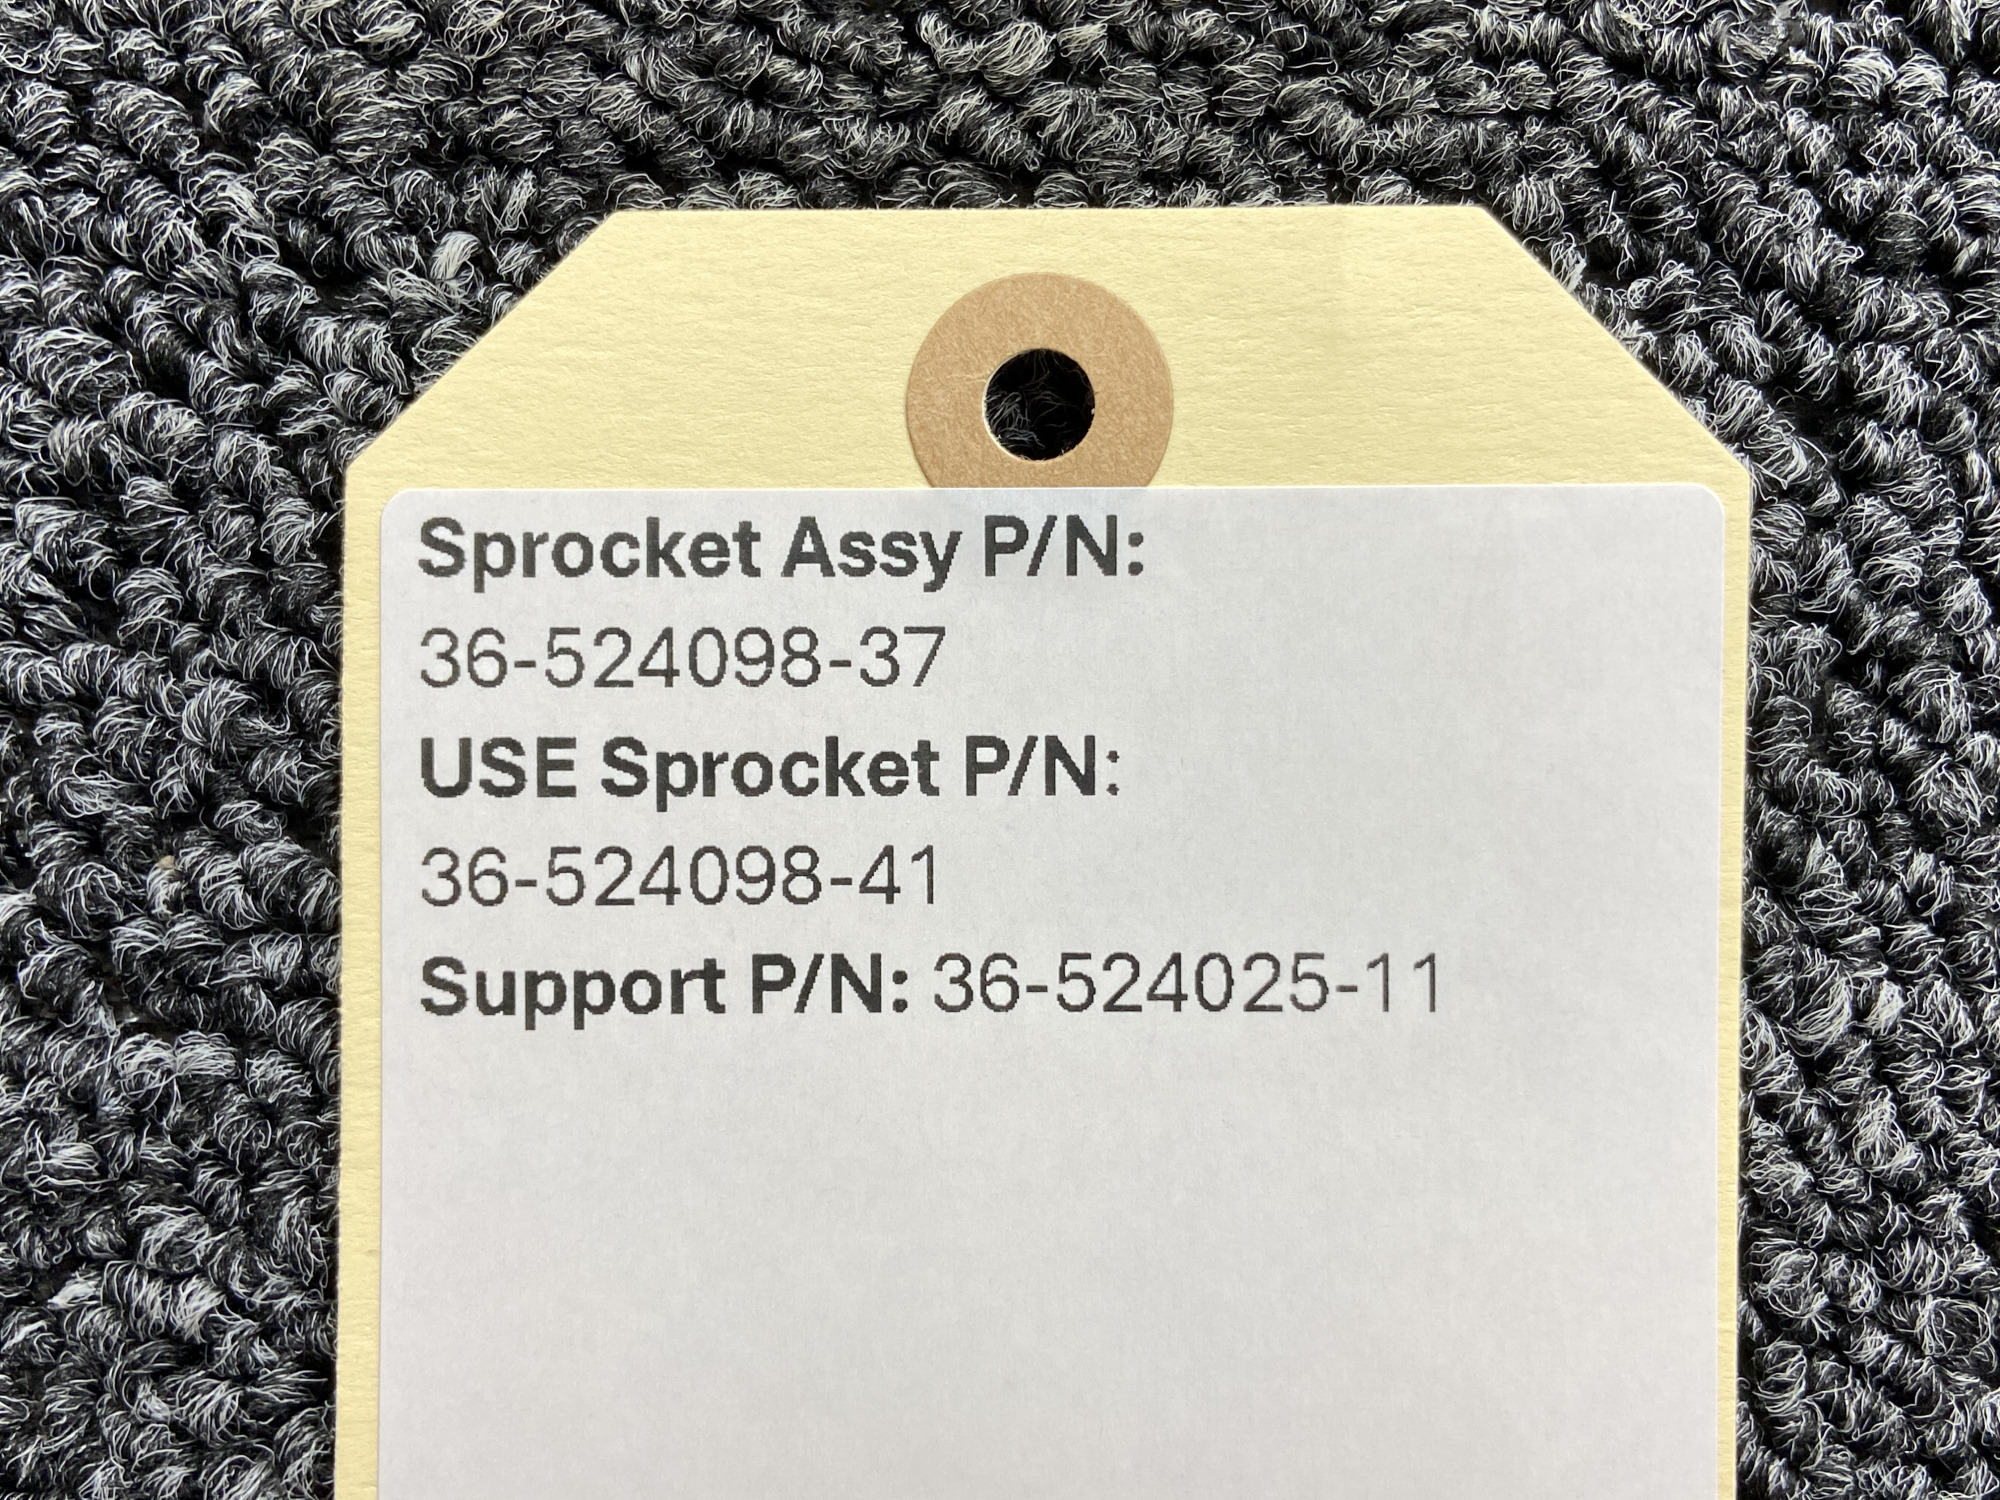 Sprocket Assy P/N:
36-524098-37
USE Sprocket P/N:
36-524098-41
Support P/N: 36-524025-11